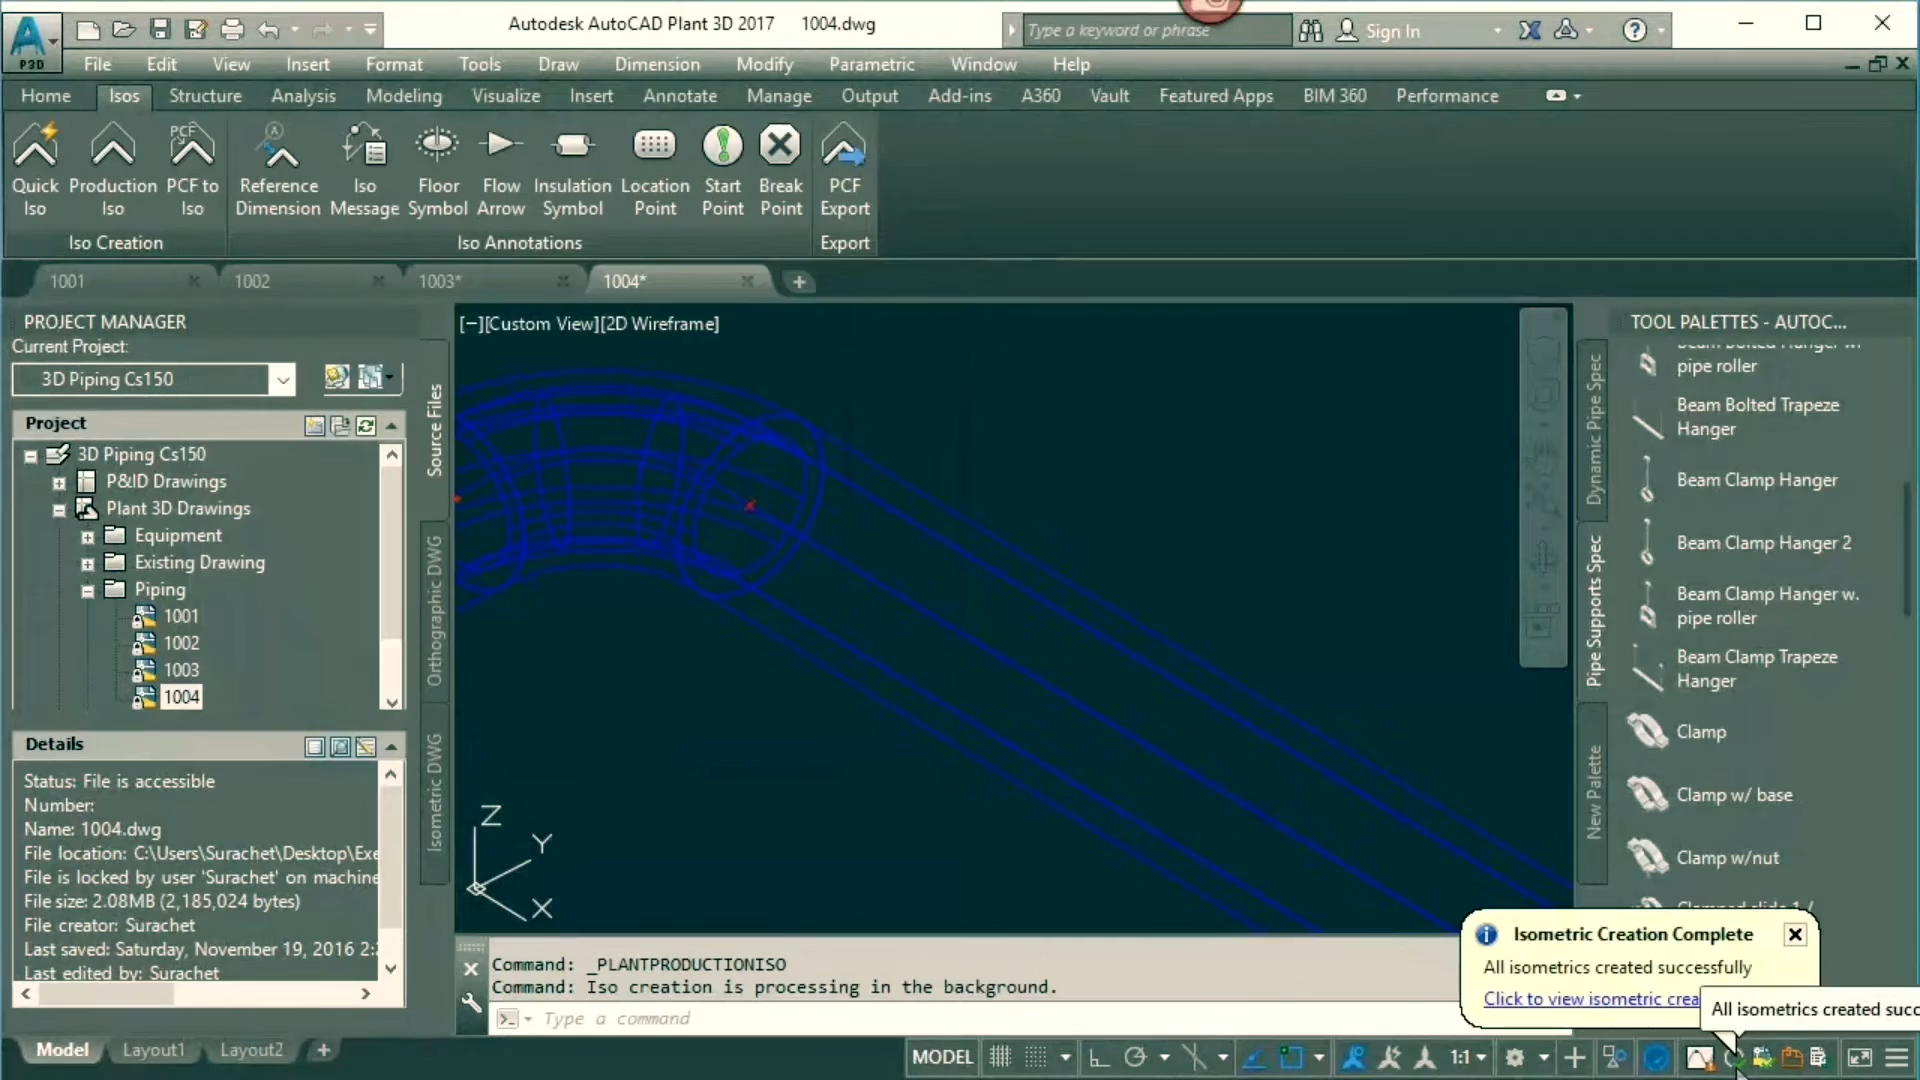 Autodesk AutoCAD Plant 3D 2017    1004.dwg
Type a keyword or phrase
Sign In
P3D
File  Edit  View  Insert  Format  Tools  Draw  Dimension  Modify  Parametric  Window  Help
Home  Isos  Structure  Analysis  Modeling  Visualize  Insert  Annotate  Manage  Output  Add-ins  A360  Vault  Featured Apps  BIM 360  Performance
PCF
Quick  Production  PCF to  Reference  Iso  Floor  Flow  Insulation  Location  Start  Break  PCF
Iso  Iso  Iso  Dimension  Message  Symbol  Arrow  Symbol  Point  Point  Point  Export
Iso Creation  Iso Annotations  Export
1001  1002  1003*  1004*
PROJECT MANAGER
Current Project:
3D Piping Cs150
Project
3D Piping Cs150
P&ID Drawings
Plant 3D Drawings
Equipment
Existing Drawing
Piping
1001
1002
1003
1004
Details
Status: File is accessible
Number:
Name: 1004.dwg
File location: C:\Users\Surachet\Desktop\Exe
File is locked by user 'Surachet' on machine
File size: 2.08MB (2,185,024 bytes)
File creator: Surachet
Last saved: Saturday, November 19, 2016 2:
Last edited by: Surachet
Source Files
Orthographic DWG
Isometric DWG
[−][Custom View][2D Wireframe]
Z
Y
X
Command: _PLANTPRODUCTIONISO
Command: Iso creation is processing in the background.
Type a command
TOOL PALETTES - AUTOC...
Dynamic Pipe Spec
Pipe Supports Spec
New Palette
Beam Bolted Hanger w.
pipe roller
Beam Bolted Trapeze
Hanger
Beam Clamp Hanger
Beam Clamp Hanger 2
Beam Clamp Hanger w.
pipe roller
Beam Clamp Trapeze
Hanger
Clamp
Clamp w/ base
Clamp w/nut
Isometric Creation Complete
All isometrics created successfully
Click to view isometric crea
All isometrics created succ
Model  Layout1  Layout2
MODEL  1:1